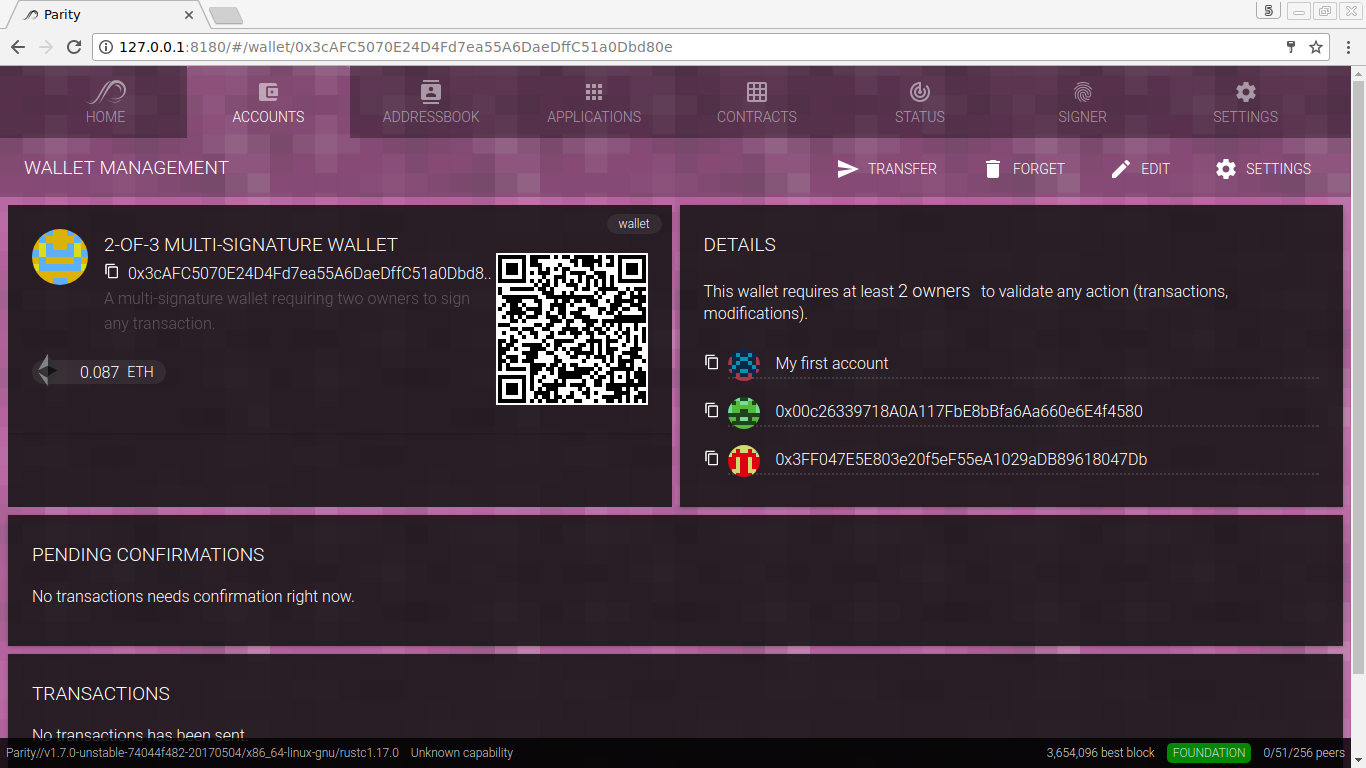 Parity
5
127.0.0.1:8180/#/wallet/0x3cAFC5070E24D4Fd7ea55A6DaeDffC51a0Dbd80e
HOME
ACCOUNTS
ADDRESSBOOK
APPLICATIONS
CONTRACTS
STATUS
SIGNER
SETTINGS
WALLET MANAGEMENT
TRANSFER
FORGET
EDIT
SETTINGS
wallet
2-OF-3 MULTI-SIGNATURE WALLET
0x3cAFC5070E24D4Fd7ea55A6DaeDffC51a0Dbd8..
A multi-signature wallet requiring two owners to sign
any transaction.
0.087 ETH
DETAILS
This wallet requires at least 2 owners to validate any action (transactions,
modifications).
My first account
0x00c26339718A0A117FbE8bBfa6Aa660e6E4f4580
0x3FF047E5E803e20f5eF55eA1029aDB89618047Db
PENDING CONFIRMATIONS
No transactions needs confirmation right now.
TRANSACTIONS
No transactions has been sent.
Parity//v1.7.0-unstable-74044f482-20170504/x86_64-linux-gnu/rustc1.17.0 Unknown capability
3,654,096 best block FOUNDATION 0/51/256 peers